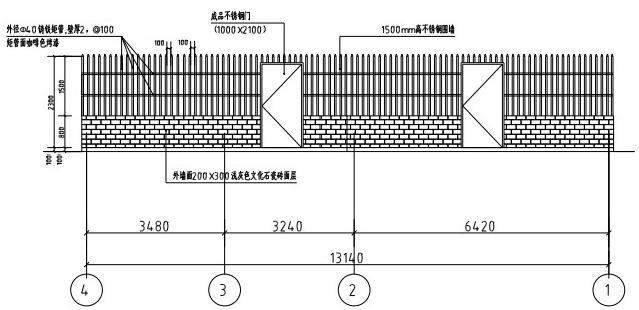 外径Φ40铸铁矩管,壁厚2, @100
矩管面咖啡色烤漆
成品不锈钢门
(1000X2100)
1500mm高不锈钢围墙
100
100
2300
1500
800
100
100
外墙面200X300浅灰色文化石瓷砖面层
3480
3240
6420
13140
4
3
2
1